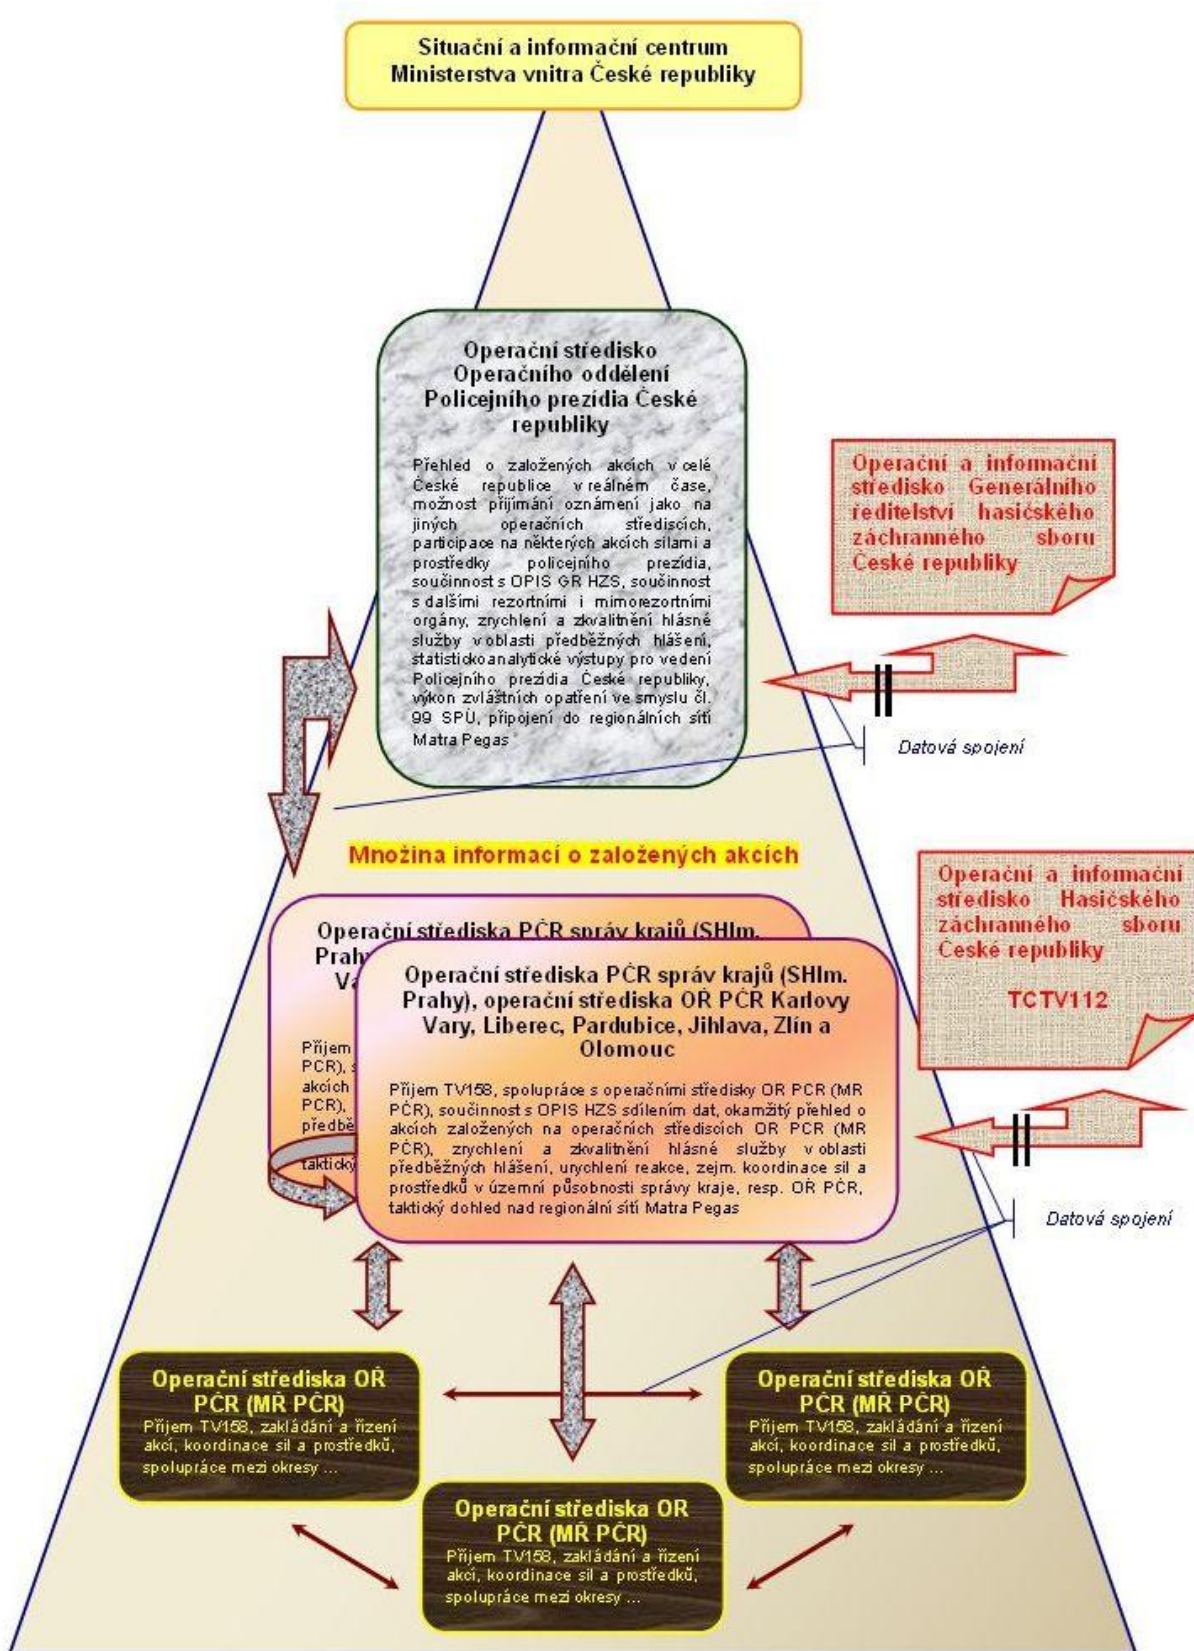 Situační a informační centrum
Ministerstva vnitra České republiky
Operační středisko
Operačního oddělení
Policejního prezídia České
republiky
Přehled o založených akcích v celé
České republice v reálném čase,
možnost přijímání oznámení jako na
jiných operačních střediscích,
participace na některých akcích silami a
prostředky policejního prezídia,
součinnost s OPIS GR HZS, součinnost
s dalšími rezortními i mimorezortními
orgány, zrychlení a zkvalitnění hlásné
služby v oblasti předběžných hlášení,
statistickoanalytické výstupy pro vedení
Policejního prezídia České republiky,
výkon zvláštních opatření ve smyslu čl.
99 SPÚ, připojení do regionálních sítí
Matra Pegas
Operační a informační
středisko Generálního
ředitelství hasičského
záchranného sboru
České republiky
Datová spojení
Množina informací o založených akcích
Operační a informační
středisko Hasičského
záchranného sboru
České republiky
TCTV112
Operační střediska PČR správ krajů (SHlm.
Prahy
Va
Příjem
PČR), s
akcích
PČR),
předbě
taktický
Operační střediska PČR správ krajů (SHlm.
Prahy), operační střediska OŘ PČR Karlovy
Vary, Liberec, Pardubice, Jihlava, Zlín a
Olomouc
Příjem TV158, spolupráce s operačními středisky OŘ PČR (MŘ
PČR), součinnost s OPIS HZS sdílením dat, okamžitý přehled o
akcích založených na operačních střediscích OŘ PČR (MŘ
PČR), zrychlení a zkvalitnění hlásné služby v oblasti
předběžných hlášení, urychlení reakce, zejm. koordinace sil a
prostředků v územní působnosti správy kraje, resp. OŘ PČR,
taktický dohled nad regionální sítí Matra Pegas
Datová spojení
Operační střediska OŘ
PČR (MŘ PČR)
Příjem TV158, zakládání a řízení
akcí, koordinace sil a prostředků,
spolupráce mezi okresy ...
Operační střediska OŘ
PČR (MŘ PČR)
Příjem TV158, zakládání a řízení
akcí, koordinace sil a prostředků,
spolupráce mezi okresy ...
Operační střediska OŘ
PČR (MŘ PČR)
Příjem TV158, zakládání a řízení
akcí, koordinace sil a prostředků,
spolupráce mezi okresy ...